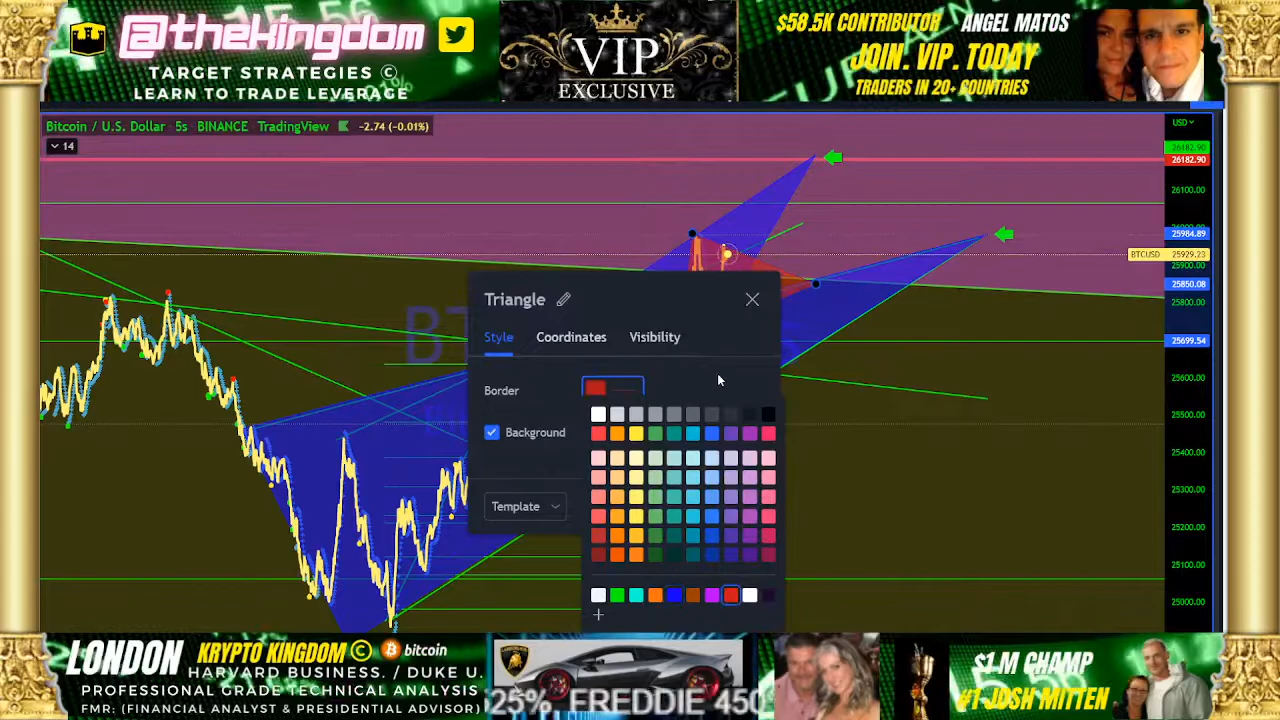 @thekingdom
TARGET STRATEGIES ©
LEARN TO TRADE LEVERAGE
VIP
EXCLUSIVE
$58.5K CONTRIBUTOR ANGEL MATOS
JOIN. VIP. TODAY
TRADERS IN 20+ COUNTRIES
Bitcoin / U.S. Dollar · 5s · BINANCE · TradingView −2.74 (−0.01%)
14
USD
26182.90
26182.90
26100.00
25984.89
BTCUSD 25929.23
25900.00
25850.08
25800.00
25699.54
25600.00
25500.00
25400.00
25300.00
25200.00
25100.00
25000.00
Triangle
Style Coordinates Visibility
Border
Background
Template
LONDON
KRYPTO KINGDOM © bitcoin
HARVARD BUSINESS. / DUKE U.
PROFESSIONAL GRADE TECHNICAL ANALYSIS
FMR: (FINANCIAL ANALYST & PRESIDENTIAL ADVISOR)
25% FREDDIE 450
$1M CHAMP
#1 JOSH MITTEN